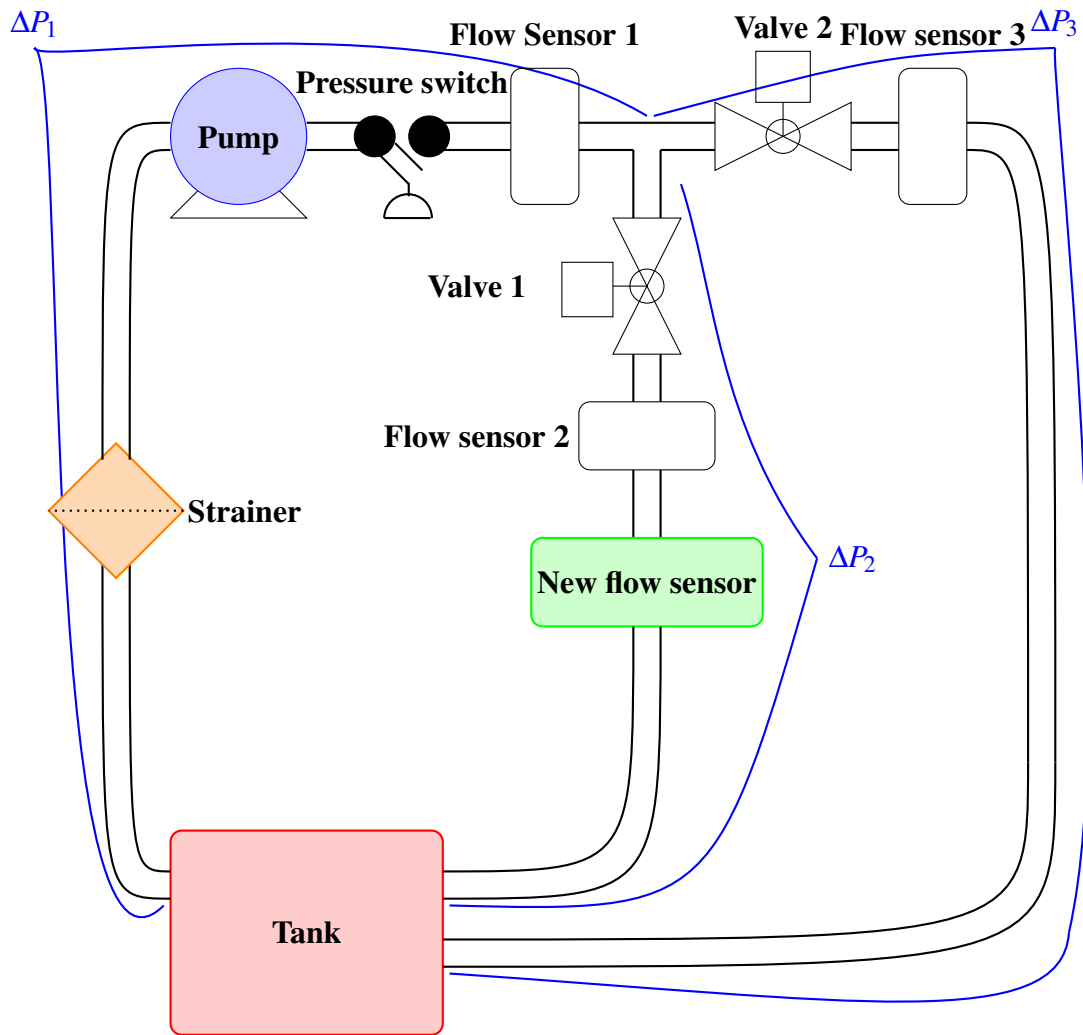 ΔP₁
Flow Sensor 1
Valve 2
Flow sensor 3
ΔP₃
Pressure switch
Pump
Valve 1
Flow sensor 2
Strainer
ΔP₂
New flow sensor
Tank